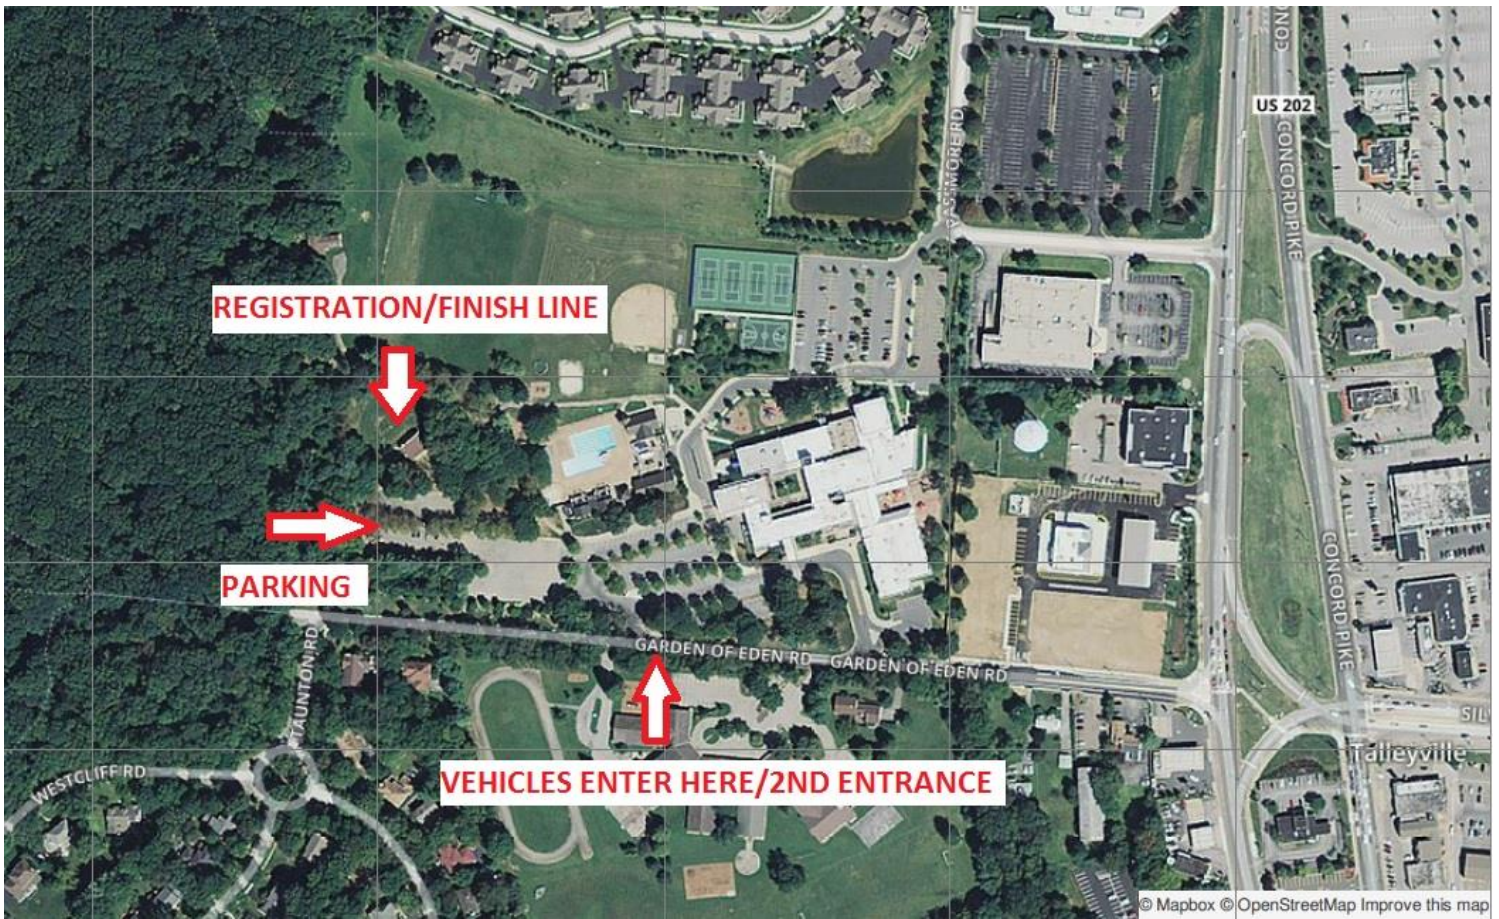 US 202
CONCORD PIKE
PASSMORE RD
REGISTRATION/FINISH LINE
PARKING
GARDEN OF EDEN RD
GARDEN OF EDEN RD
CONCORD PIKE
TAUNTON RD
WESTCLIFF RD
VEHICLES ENTER HERE/2ND ENTRANCE
Talleyville
© Mapbox © OpenStreetMap Improve this map